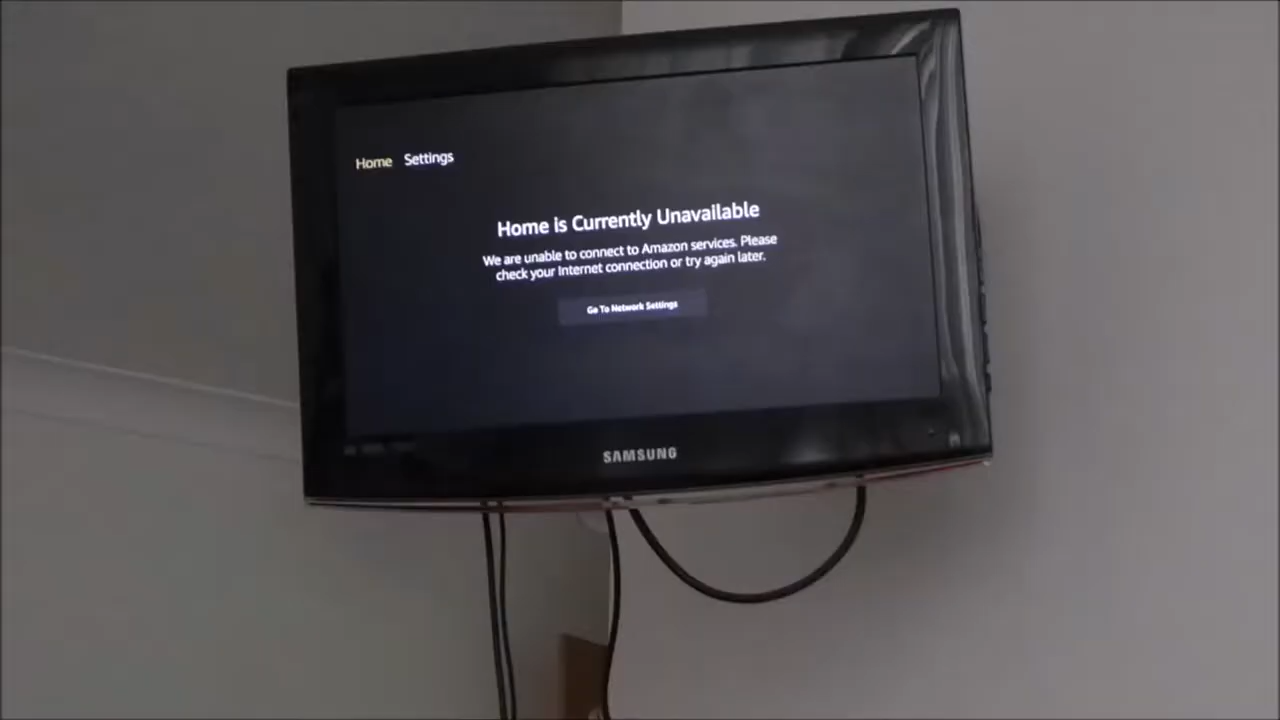 Home Settings
Home is Currently Unavailable
We are unable to connect to Amazon services. Please
check your Internet connection or try again later.
Go To Network Settings
SAMSUNG